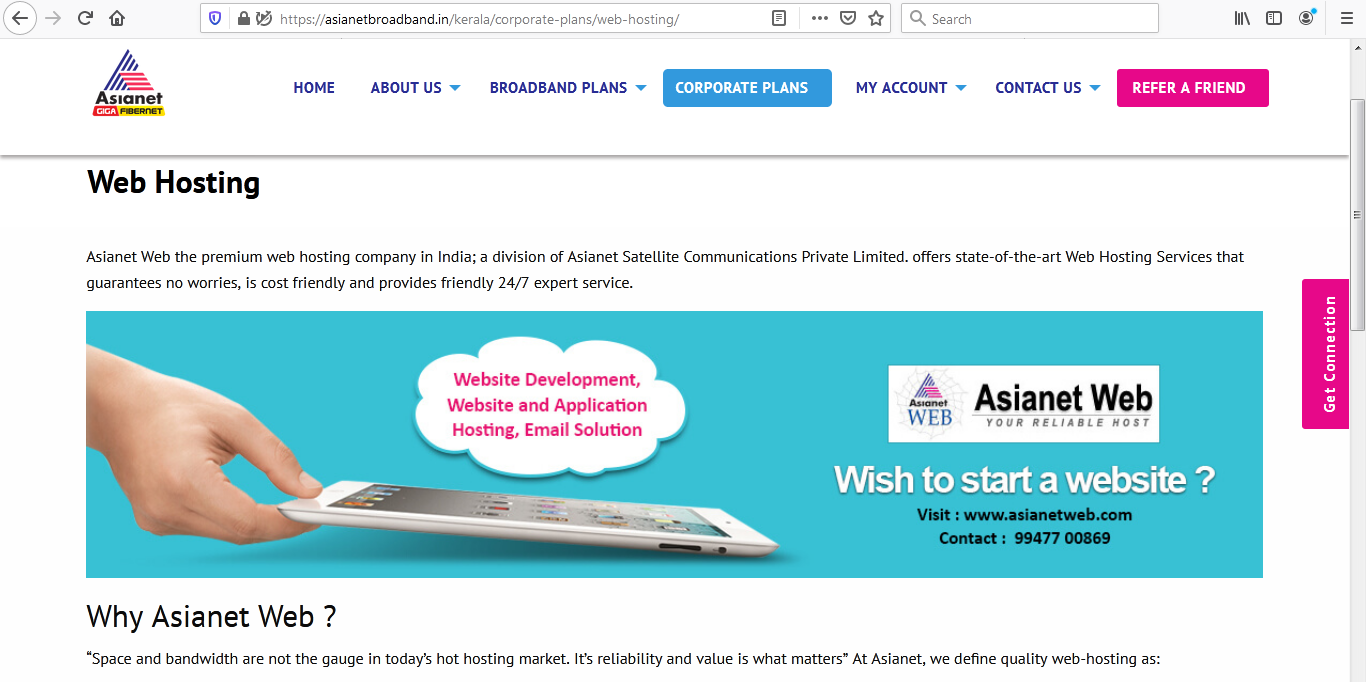 https://asianetbroadband.in/kerala/corporate-plans/web-hosting/
Search
Asianet
GIGA FIBERNET
HOME
ABOUT US
BROADBAND PLANS
CORPORATE PLANS
MY ACCOUNT
CONTACT US
REFER A FRIEND
Web Hosting
Asianet Web the premium web hosting company in India; a division of Asianet Satellite Communications Private Limited. offers state-of-the-art Web Hosting Services that
guarantees no worries, is cost friendly and provides friendly 24/7 expert service.
Get Connection
Website Development,
Website and Application
Hosting, Email Solution
Asianet
WEB
Asianet Web
YOUR RELIABLE HOST
Wish to start a website ?
Visit : www.asianetweb.com
Contact : 99477 00869
Why Asianet Web ?
“Space and bandwidth are not the gauge in today’s hot hosting market. It’s reliability and value is what matters” At Asianet, we define quality web-hosting as: